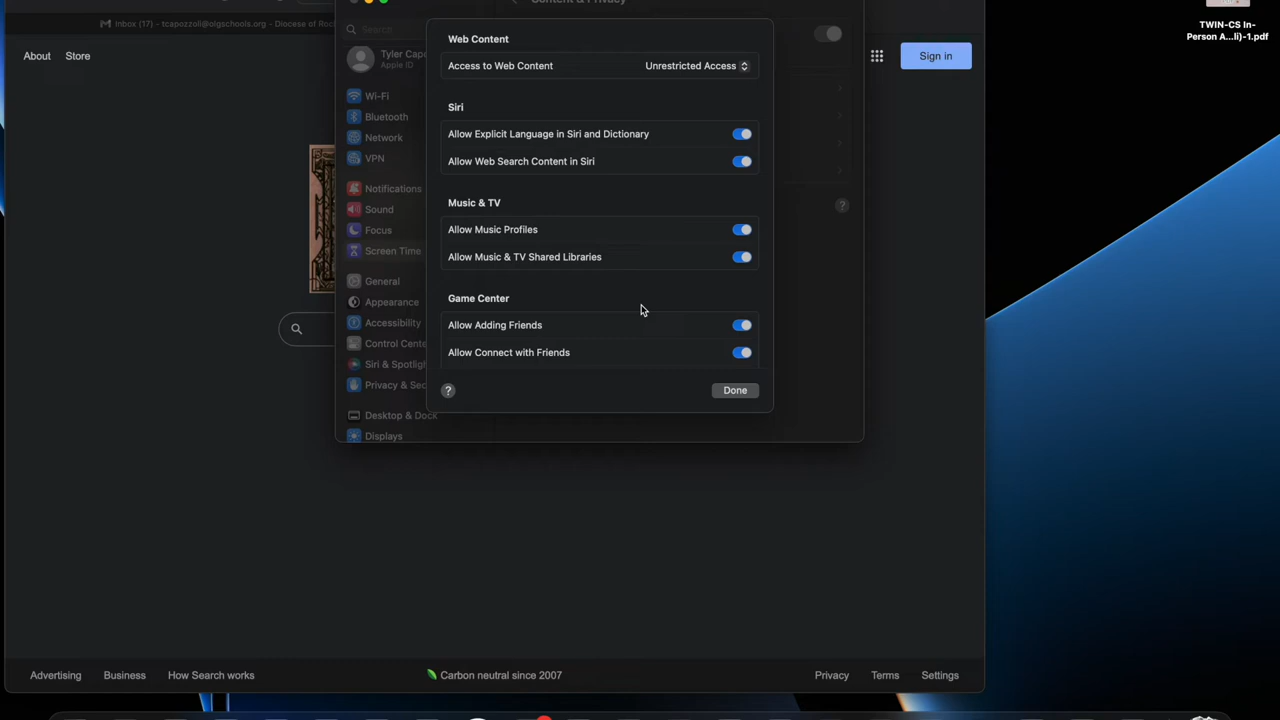 Content & Privacy
Inbox (17) - tcapozzoli@olgschools.org - Diocese of Rock
About
Store
Sign in
TWIN-CS In-
Person A...li)-1.pdf
Search
Tyler Capo
Apple ID
Wi-Fi
Bluetooth
Network
VPN
Notifications
Sound
Focus
Screen Time
General
Appearance
Accessibility
Control Cente
Siri & Spotligh
Privacy & Sec
Desktop & Dock
Displays
Web Content
Access to Web Content
Unrestricted Access
Siri
Allow Explicit Language in Siri and Dictionary
Allow Web Search Content in Siri
Music & TV
Allow Music Profiles
Allow Music & TV Shared Libraries
Game Center
Allow Adding Friends
Allow Connect with Friends
?
Done
?
Advertising
Business
How Search works
Carbon neutral since 2007
Privacy
Terms
Settings